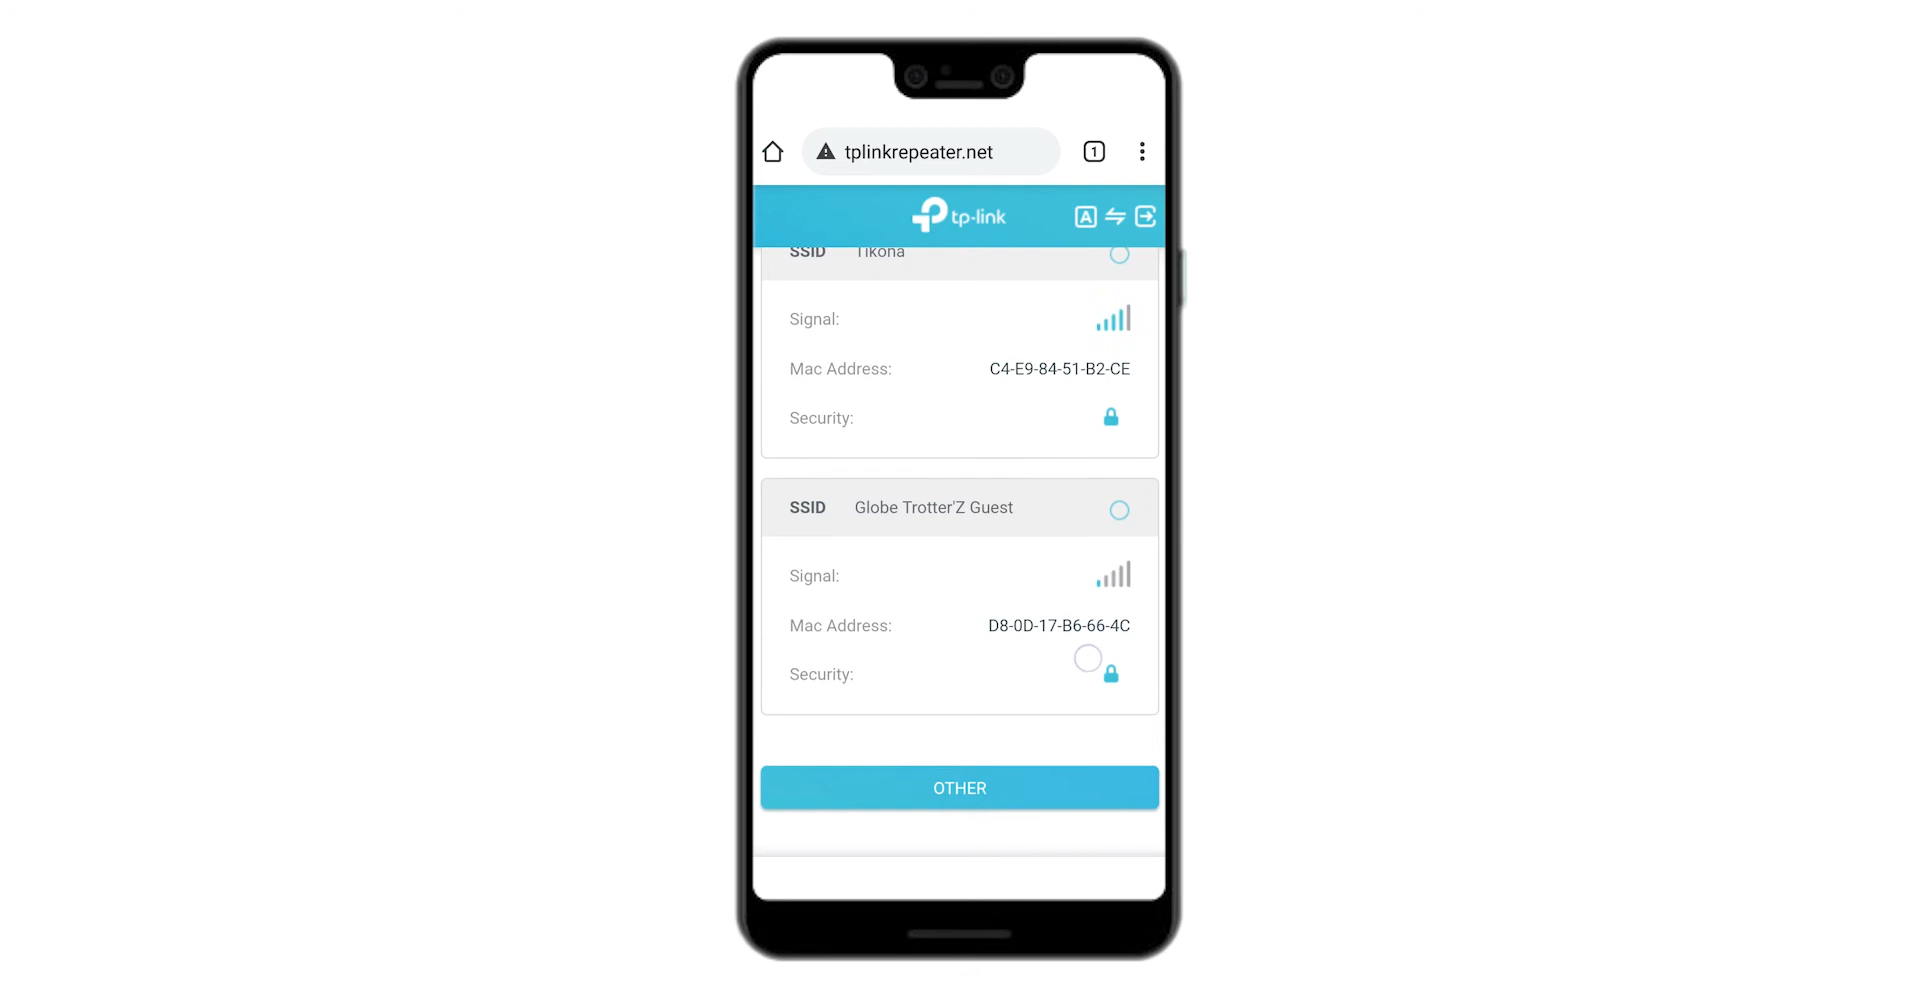 tplinkrepeater.net
1
tp-link
A
SSID Tikona
Signal:
Mac Address: C4-E9-84-51-B2-CE
Security:
SSID Globe Trotter'Z Guest
Signal:
Mac Address: D8-0D-17-B6-66-4C
Security:
OTHER